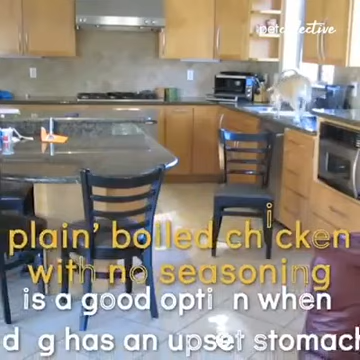 petcollective
plain' boiled chicken
with no seasoning
is a good opti n when
d g has an upset stomach